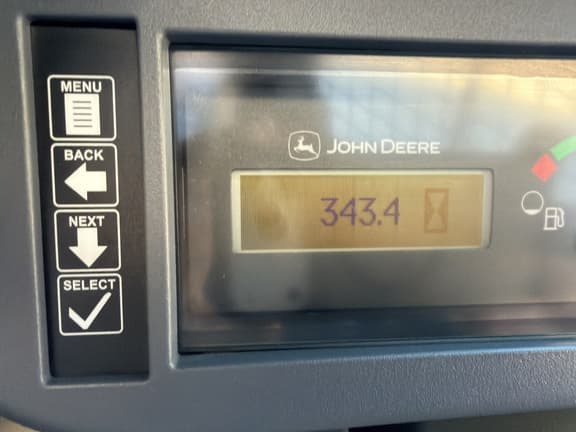 MENU
BACK
NEXT
SELECT
JOHN DEERE
343.4